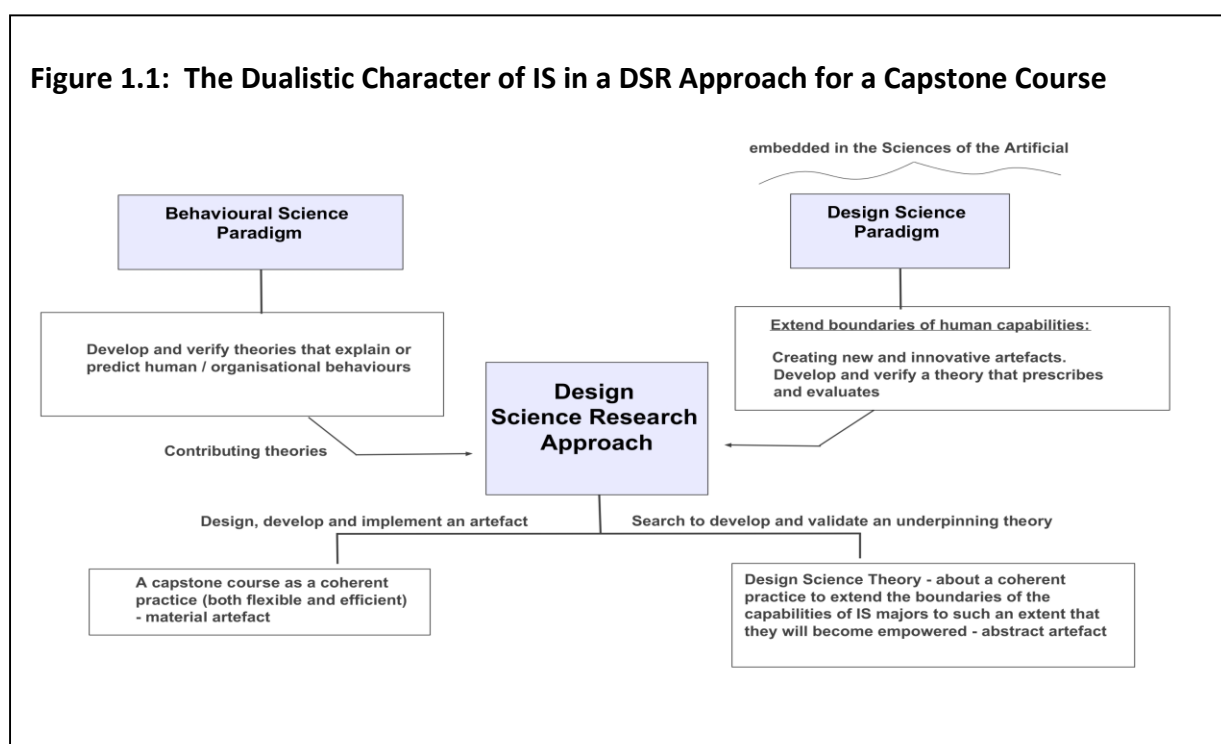 Figure 1.1:  The Dualistic Character of IS in a DSR Approach for a Capstone Course
embedded in the Sciences of the Artificial
Behavioural Science
Paradigm
Design Science
Paradigm
Develop and verify theories that explain or
predict human / organisational behaviours
Extend boundaries of human capabilities:
Creating new and innovative artefacts.
Develop and verify a theory that prescribes
and evaluates
Design
Science Research
Approach
Contributing theories
Design, develop and implement an artefact
Search to develop and validate an underpinning theory
A capstone course as a coherent
practice (both flexible and efficient)
- material artefact
Design Science Theory - about a coherent
practice to extend the boundaries of the
capabilities of IS majors to such an extent that
they will become empowered - abstract artefact